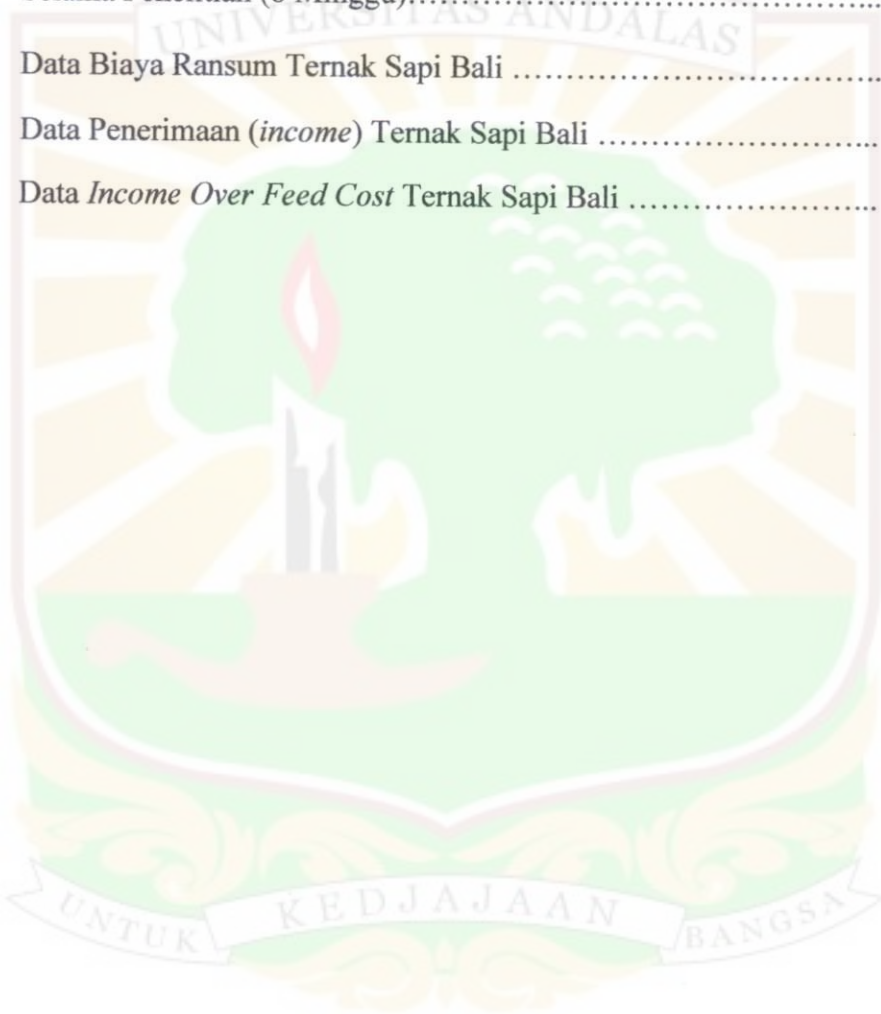 UNIVERSITAS ANDALAS
Data Biaya Ransum Ternak Sapi Bali ……………………………..
Data Penerimaan (income) Ternak Sapi Bali ……………………...
Data Income Over Feed Cost Ternak Sapi Bali …………………...
UNTUK KEDJAJAAN BANGSA